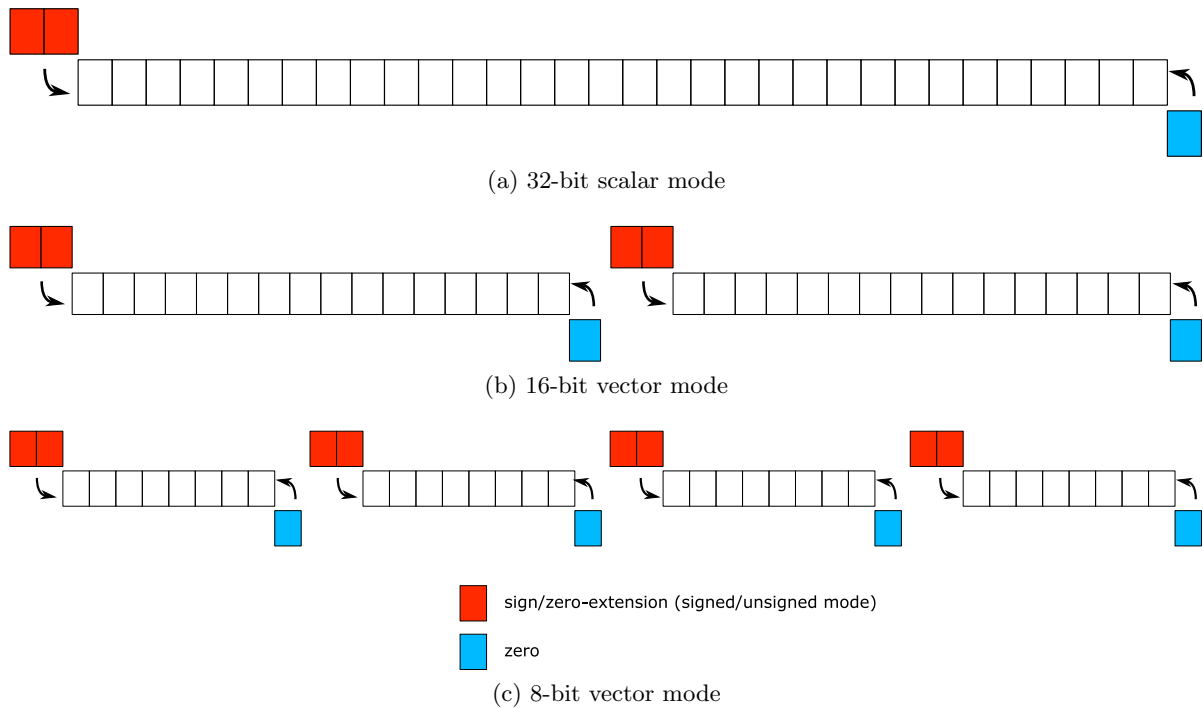 (a) 32-bit scalar mode
(b) 16-bit vector mode
sign/zero-extension (signed/unsigned mode)
zero
(c) 8-bit vector mode